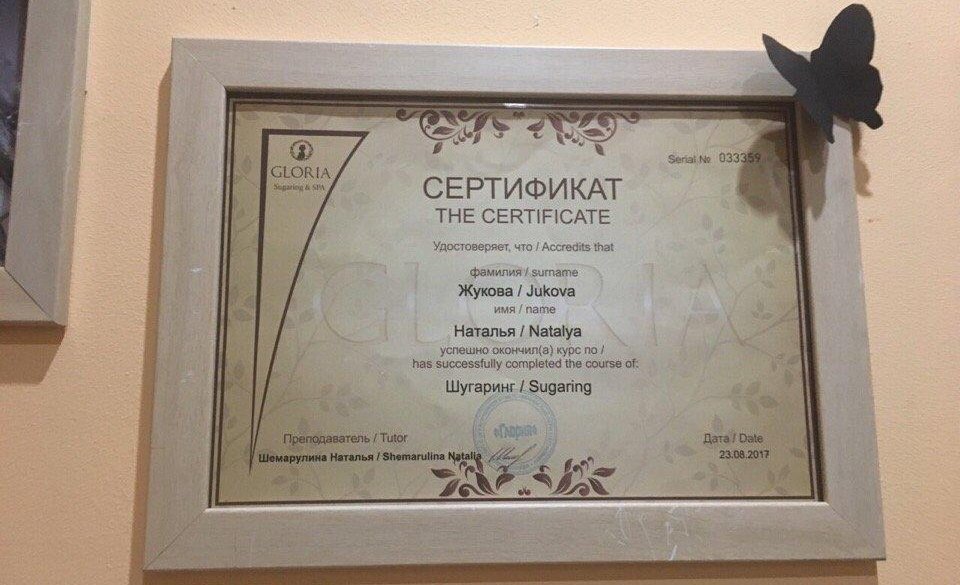 GLORIA
Sugaring & SPA
Serial № 033359
СЕРТИФИКАТ
THE CERTIFICATE
Удостоверяет, что / Accredits that
фамилия / surname
Жукова / Jukova
имя / name
Наталья / Natalya
успешно окончил(а) курс по /
has successfully completed the course of:
Шугаринг / Sugaring
GLORIA
Преподаватель / Tutor
Шемарулина Наталья / Shemarulina Natalia
Дата / Date
23.08.2017